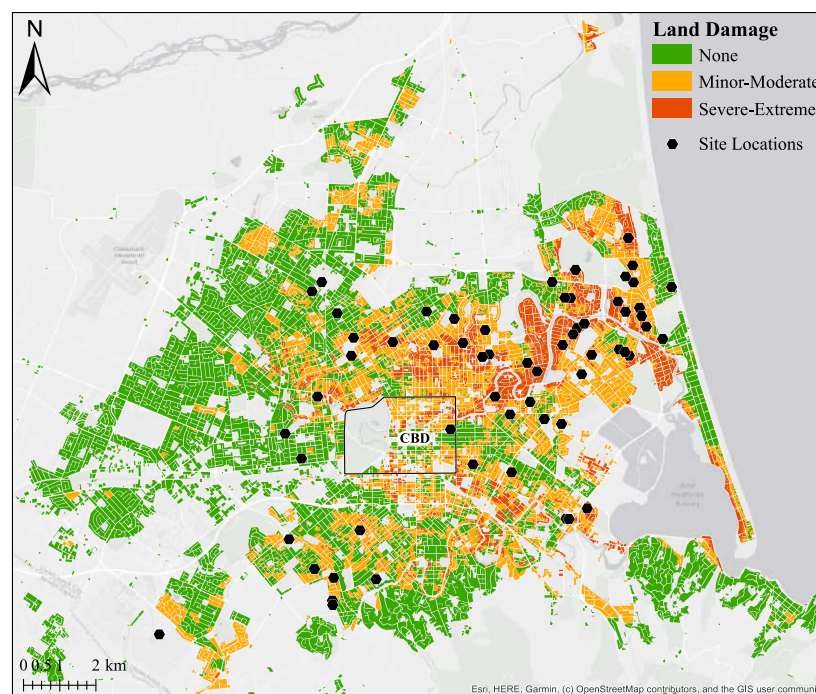 N
Land Damage
None
Minor-Moderate
Severe-Extreme
Site Locations
CBD
0 0.5 1 2 km
Esri, HERE, Garmin, (c) OpenStreetMap contributors, and the GIS user communi